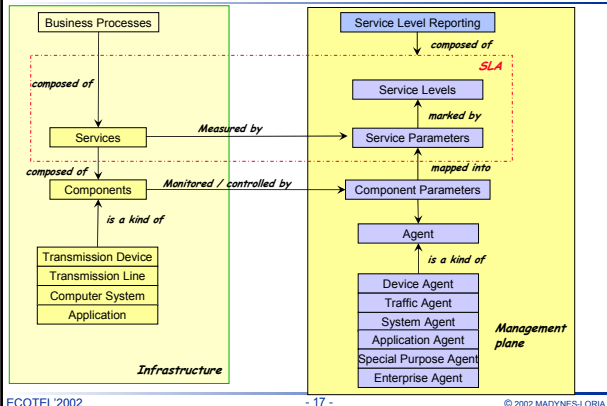 Business Processes
Service Level Reporting
composed of
SLA
composed of
Service Levels
marked by
Measured by
Services
Service Parameters
composed of
mapped into
Components
Monitored / controlled by
Component Parameters
is a kind of
Agent
is a kind of
Transmission Device
Transmission Line
Computer System
Application
Device Agent
Traffic Agent
System Agent
Application Agent
Special Purpose Agent
Enterprise Agent
Management
plane
Infrastructure
ECOTEL'2002
- 17 -
© 2002 MADYNES-LORIA